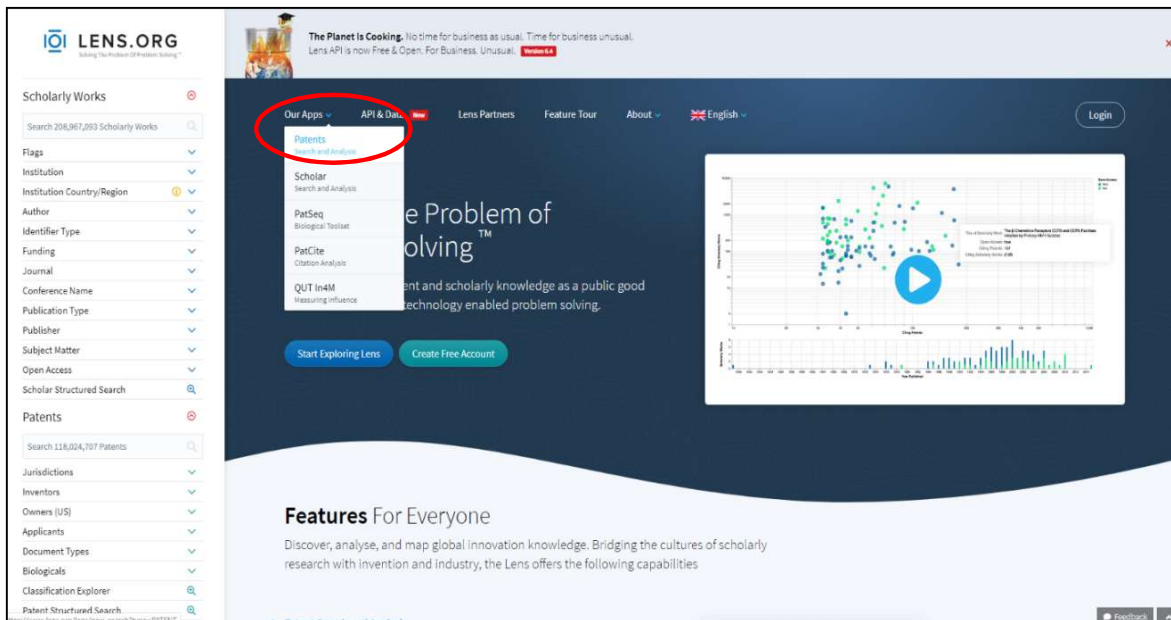 LENS.ORG
Solving The Problem Of Problem Solving™
The Planet Is Cooking. No time for business as usual. Time for business unusual.
Lens API is now Free & Open. For Business. Unusual. Version 6.4
Scholarly Works
Search 208,967,093 Scholarly Works
Flags
Institution
Institution Country/Region
Author
Identifier Type
Funding
Journal
Conference Name
Publication Type
Publisher
Subject Matter
Open Access
Scholar Structured Search
Patents
Search 118,024,707 Patents
Jurisdictions
Inventors
Owners (US)
Applicants
Document Types
Biologicals
Classification Explorer
Patent Structured Search
Our Apps
API & Data New
Lens Partners
Feature Tour
About
English
Login
Patents
Search and Analysis
Scholar
Search and Analysis
PatSeq
Biological Toolset
PatCite
Citation Analysis
QUT In4M
Measuring Influence
e Problem of
olving™
ent and scholarly knowledge as a public good
technology enabled problem solving.
Start Exploring Lens
Create Free Account
Citing Patents
Year Published
Features For Everyone
Discover, analyse, and map global innovation knowledge. Bridging the cultures of scholarly
research with invention and industry, the Lens offers the following capabilities
Feedback